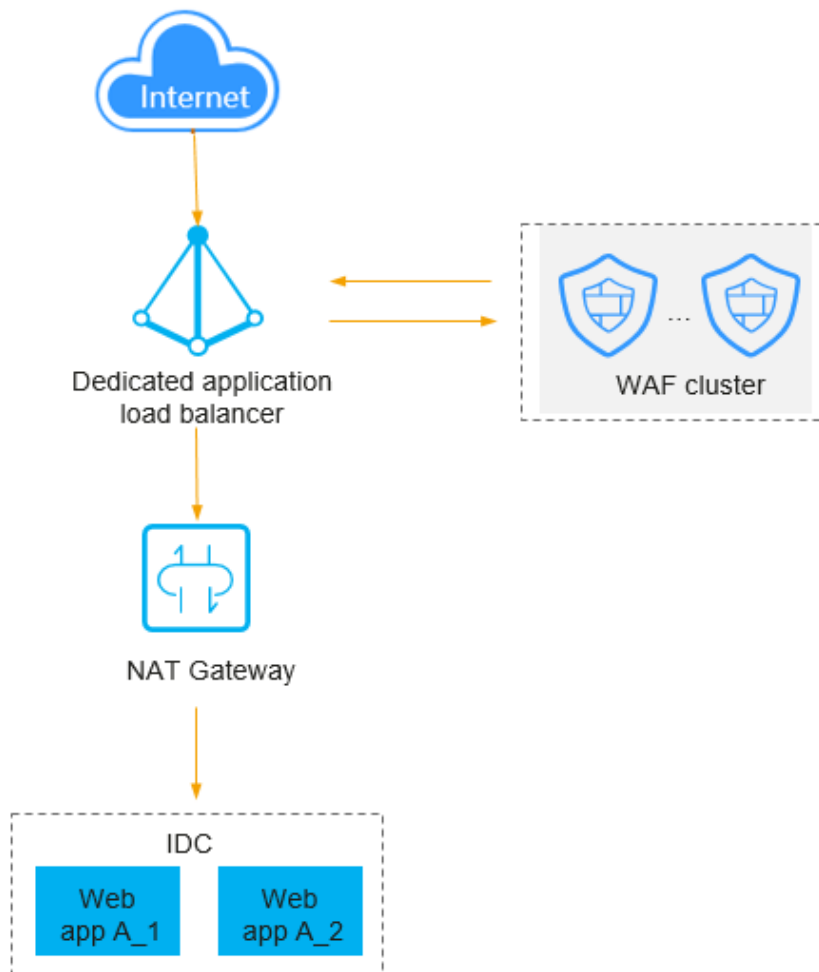 Internet
Dedicated application
load balancer
...
WAF cluster
NAT Gateway
IDC
Web
app A_1
Web
app A_2